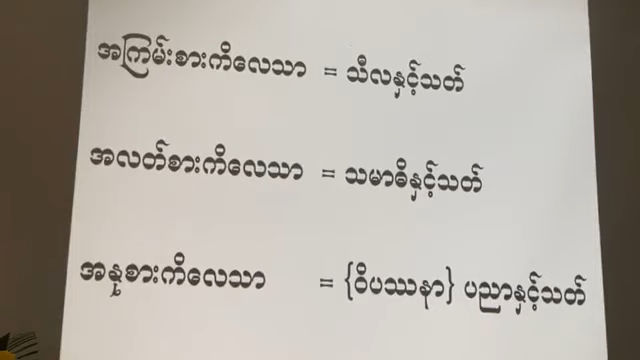 အကြမ်းစားကိလေသာ = သီလနှင့်သတ်
အလတ်စားကိလေသာ = သမာဓိနှင့်သတ်
အနုစားကိလေသာ = {ဝိပဿနာ} ပညာနှင့်သတ်